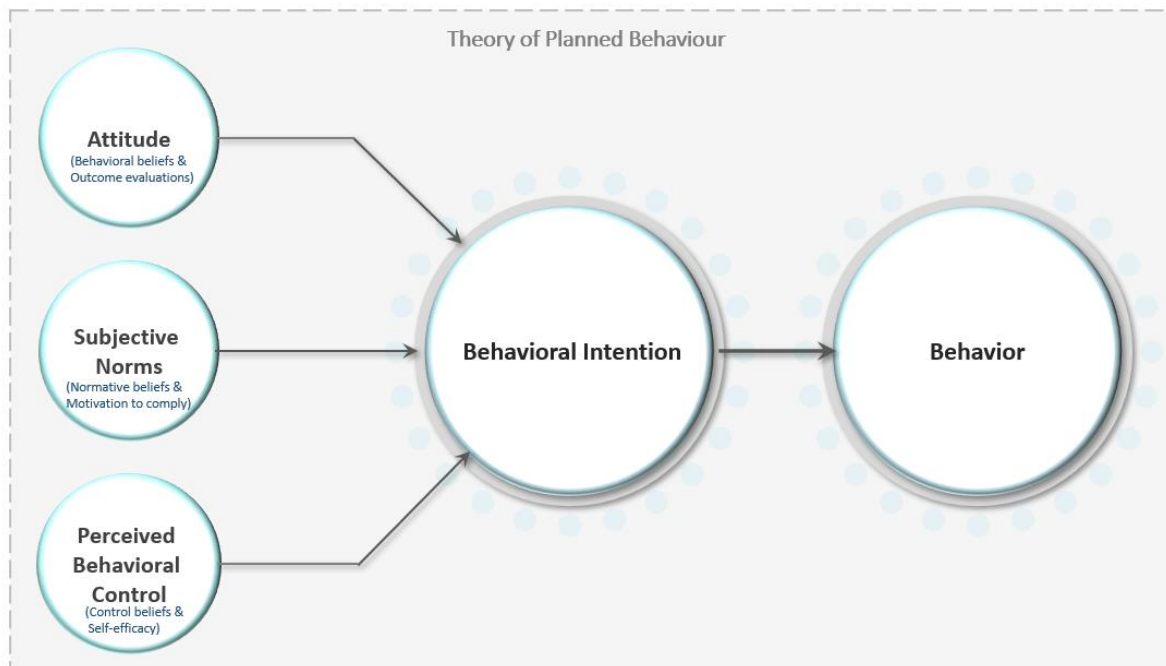 Theory of Planned Behaviour
Attitude
(Behavioral beliefs &
Outcome evaluations)
Subjective
Norms
(Normative beliefs &
Motivation to comply)
Perceived
Behavioral
Control
(Control beliefs &
Self-efficacy)
Behavioral Intention
Behavior